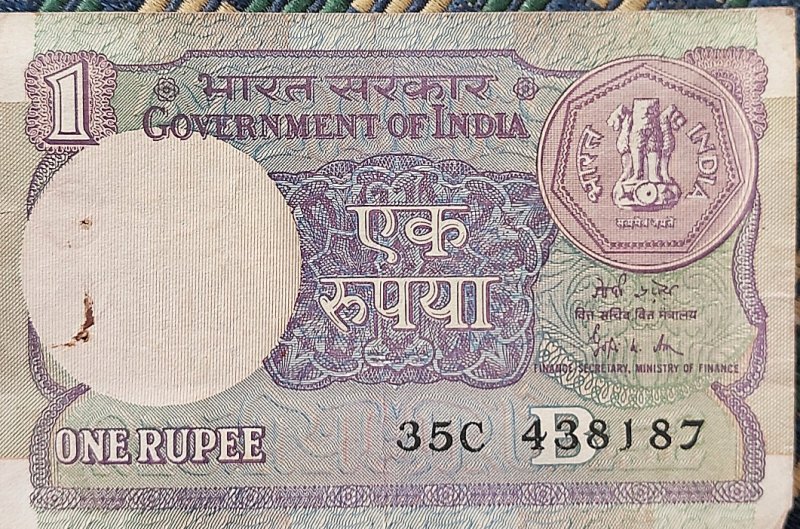 1
भारत सरकार
GOVERNMENT OF INDIA
भारत
INDIA
सत्यमेव जयते
एक
रुपया
वित्त सचिव, वित्त मंत्रालय
FINANCE SECRETARY, MINISTRY OF FINANCE
ONE RUPEE
B
35C 438187